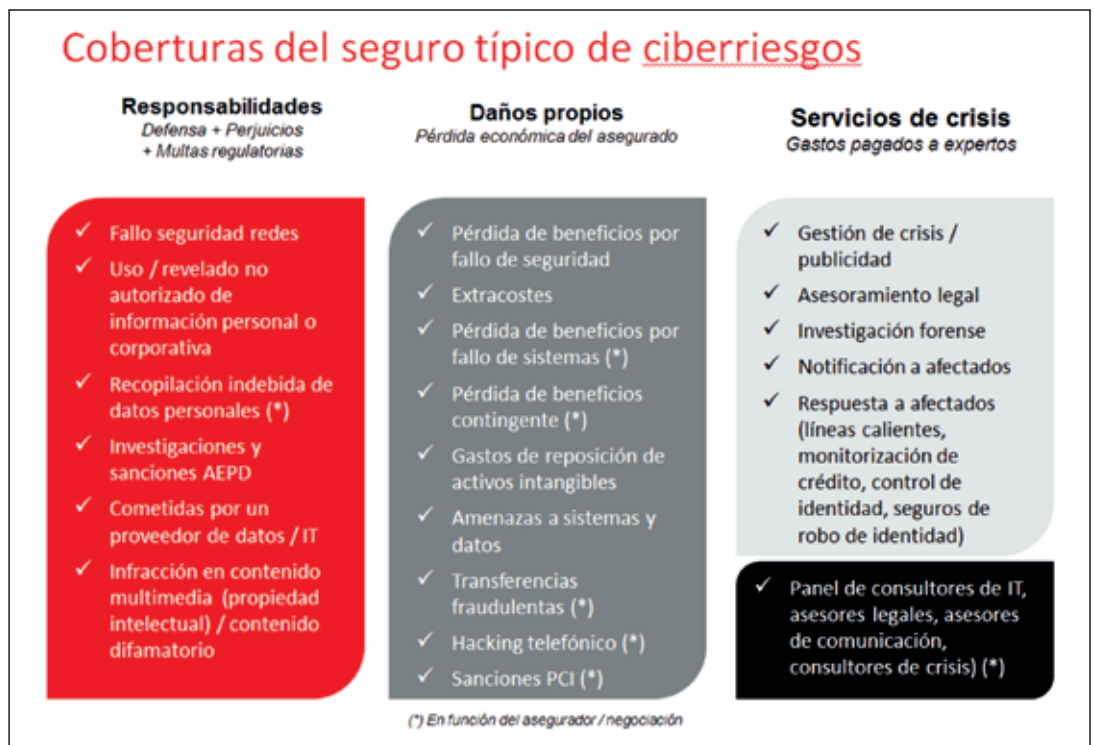 Coberturas del seguro típico de ciberriesgos
Responsabilidades
Defensa + Perjuicios
+ Multas regulatorias
✓ Fallo seguridad redes
✓ Uso / revelado no
autorizado de
información personal o
corporativa
✓ Recopilación indebida de
datos personales (*)
✓ Investigaciones y
sanciones AEPD
✓ Cometidas por un
proveedor de datos / IT
✓ Infracción en contenido
multimedia (propiedad
intelectual) / contenido
difamatorio
Daños propios
Pérdida económica del asegurado
✓ Pérdida de beneficios por
fallo de seguridad
✓ Extracostes
✓ Pérdida de beneficios por
fallo de sistemas (*)
✓ Pérdida de beneficios
contingente (*)
✓ Gastos de reposición de
activos intangibles
✓ Amenazas a sistemas y
datos
✓ Transferencias
fraudulentas (*)
✓ Hacking telefónico (*)
✓ Sanciones PCI (*)
Servicios de crisis
Gastos pagados a expertos
✓ Gestión de crisis /
publicidad
✓ Asesoramiento legal
✓ Investigación forense
✓ Notificación a afectados
✓ Respuesta a afectados
(líneas calientes,
monitorización de
crédito, control de
identidad, seguros de
robo de identidad)
✓ Panel de consultores de IT,
asesores legales, asesores
de comunicación,
consultores de crisis) (*)
(*) En función del asegurador / negociación